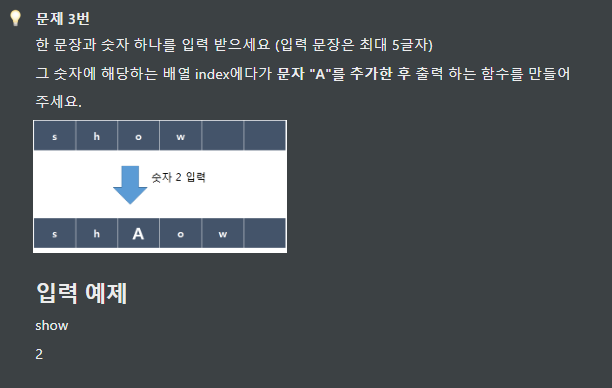 문제 3번
한 문장과 숫자 하나를 입력 받으세요 (입력 문장은 최대 5글자)
그 숫자에 해당하는 배열 index에다가 문자 "A"를 추가한 후 출력 하는 함수를 만들어
주세요.
s h o w
숫자 2 입력
s h A o w
입력 예제
show
2